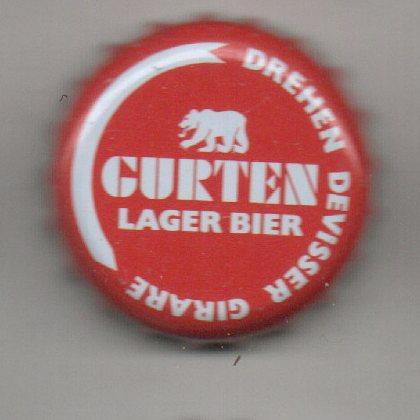 GURTEN
LAGER BIER
DREHEN DEVISSER GIRARE